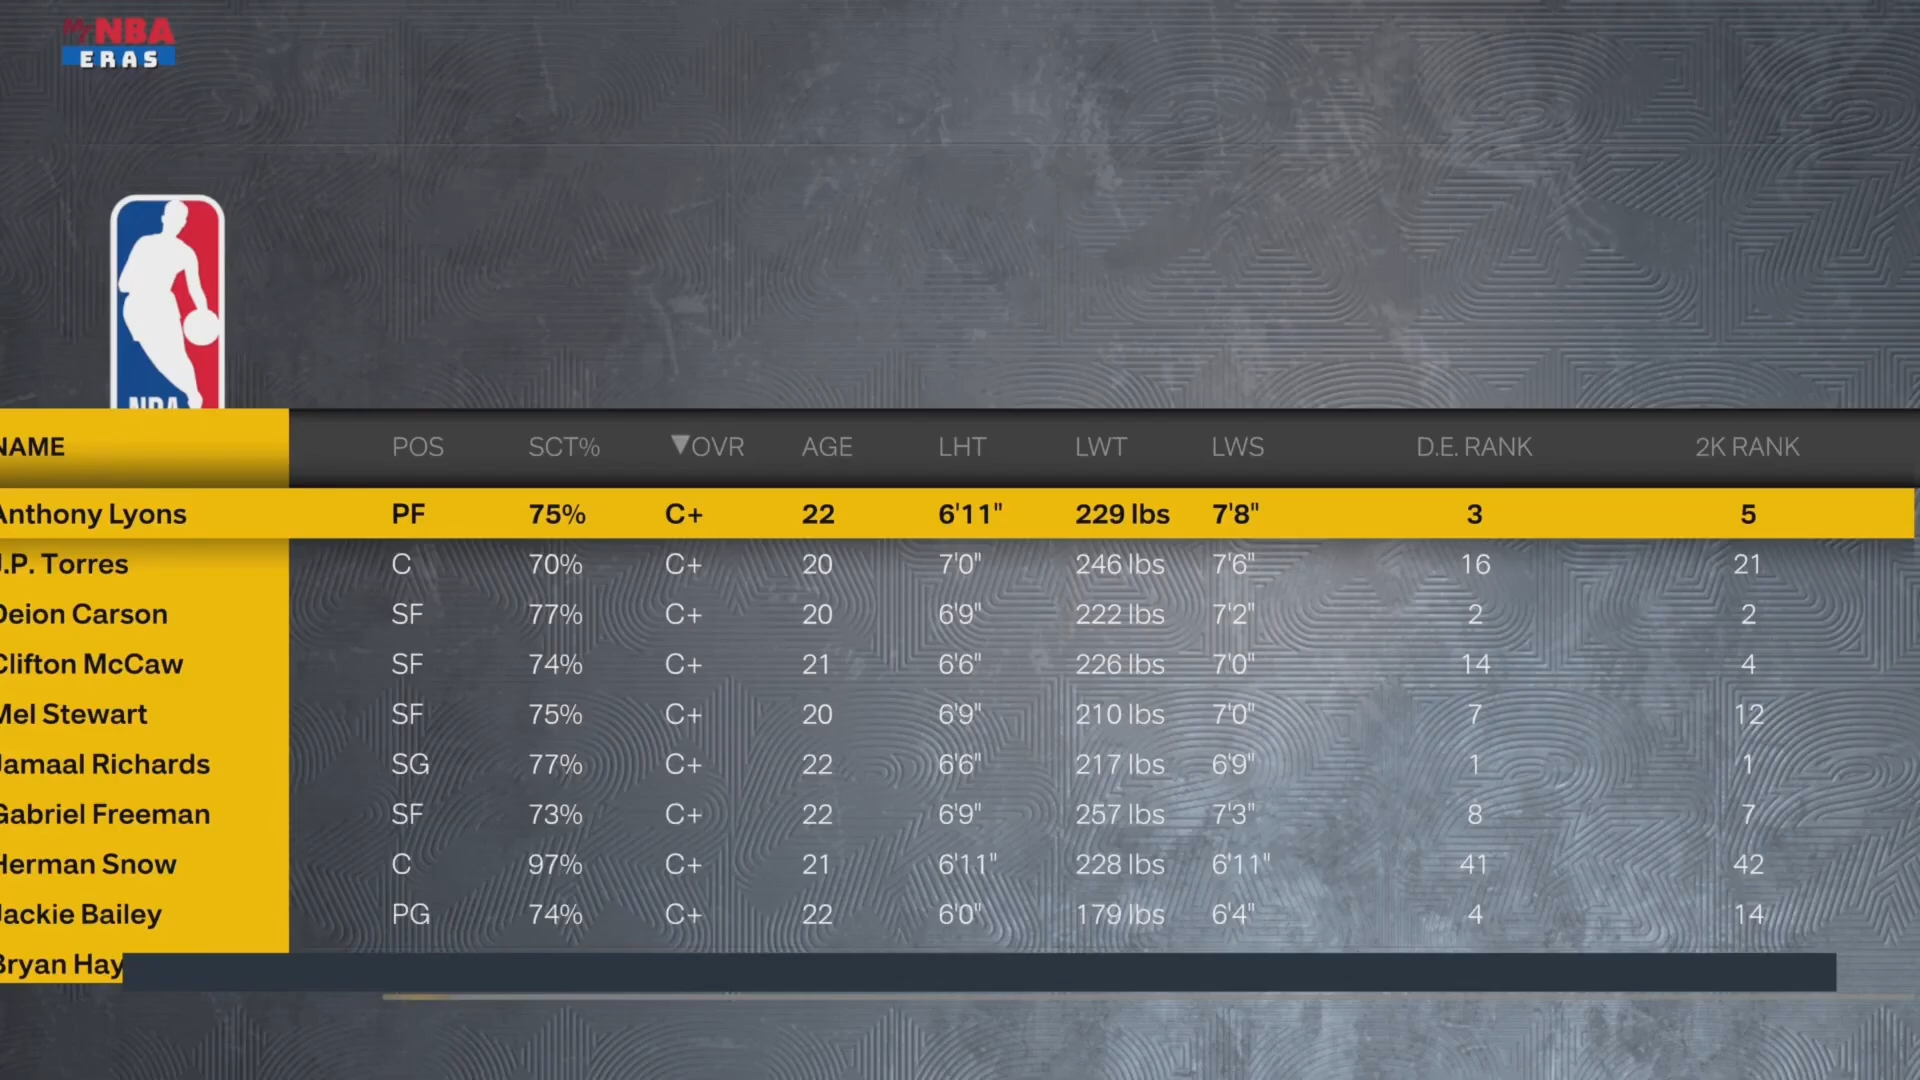 MyNBA
ERAS
NBA
NAME POS SCT% ▼OVR AGE LHT LWT LWS D.E. RANK 2K RANK
Anthony Lyons PF 75% C+ 22 6'11" 229 lbs 7'8" 3 5
J.P. Torres C 70% C+ 20 7'0" 246 lbs 7'6" 16 21
Deion Carson SF 77% C+ 20 6'9" 222 lbs 7'2" 2 2
Clifton McCaw SF 74% C+ 21 6'6" 226 lbs 7'0" 14 4
Mel Stewart SF 75% C+ 20 6'9" 210 lbs 7'0" 7 12
Jamaal Richards SG 77% C+ 22 6'6" 217 lbs 6'9" 1 1
Gabriel Freeman SF 73% C+ 22 6'9" 257 lbs 7'3" 8 7
Herman Snow C 97% C+ 21 6'11" 228 lbs 6'11" 41 42
Jackie Bailey PG 74% C+ 22 6'0" 179 lbs 6'4" 4 14
Bryan Hay